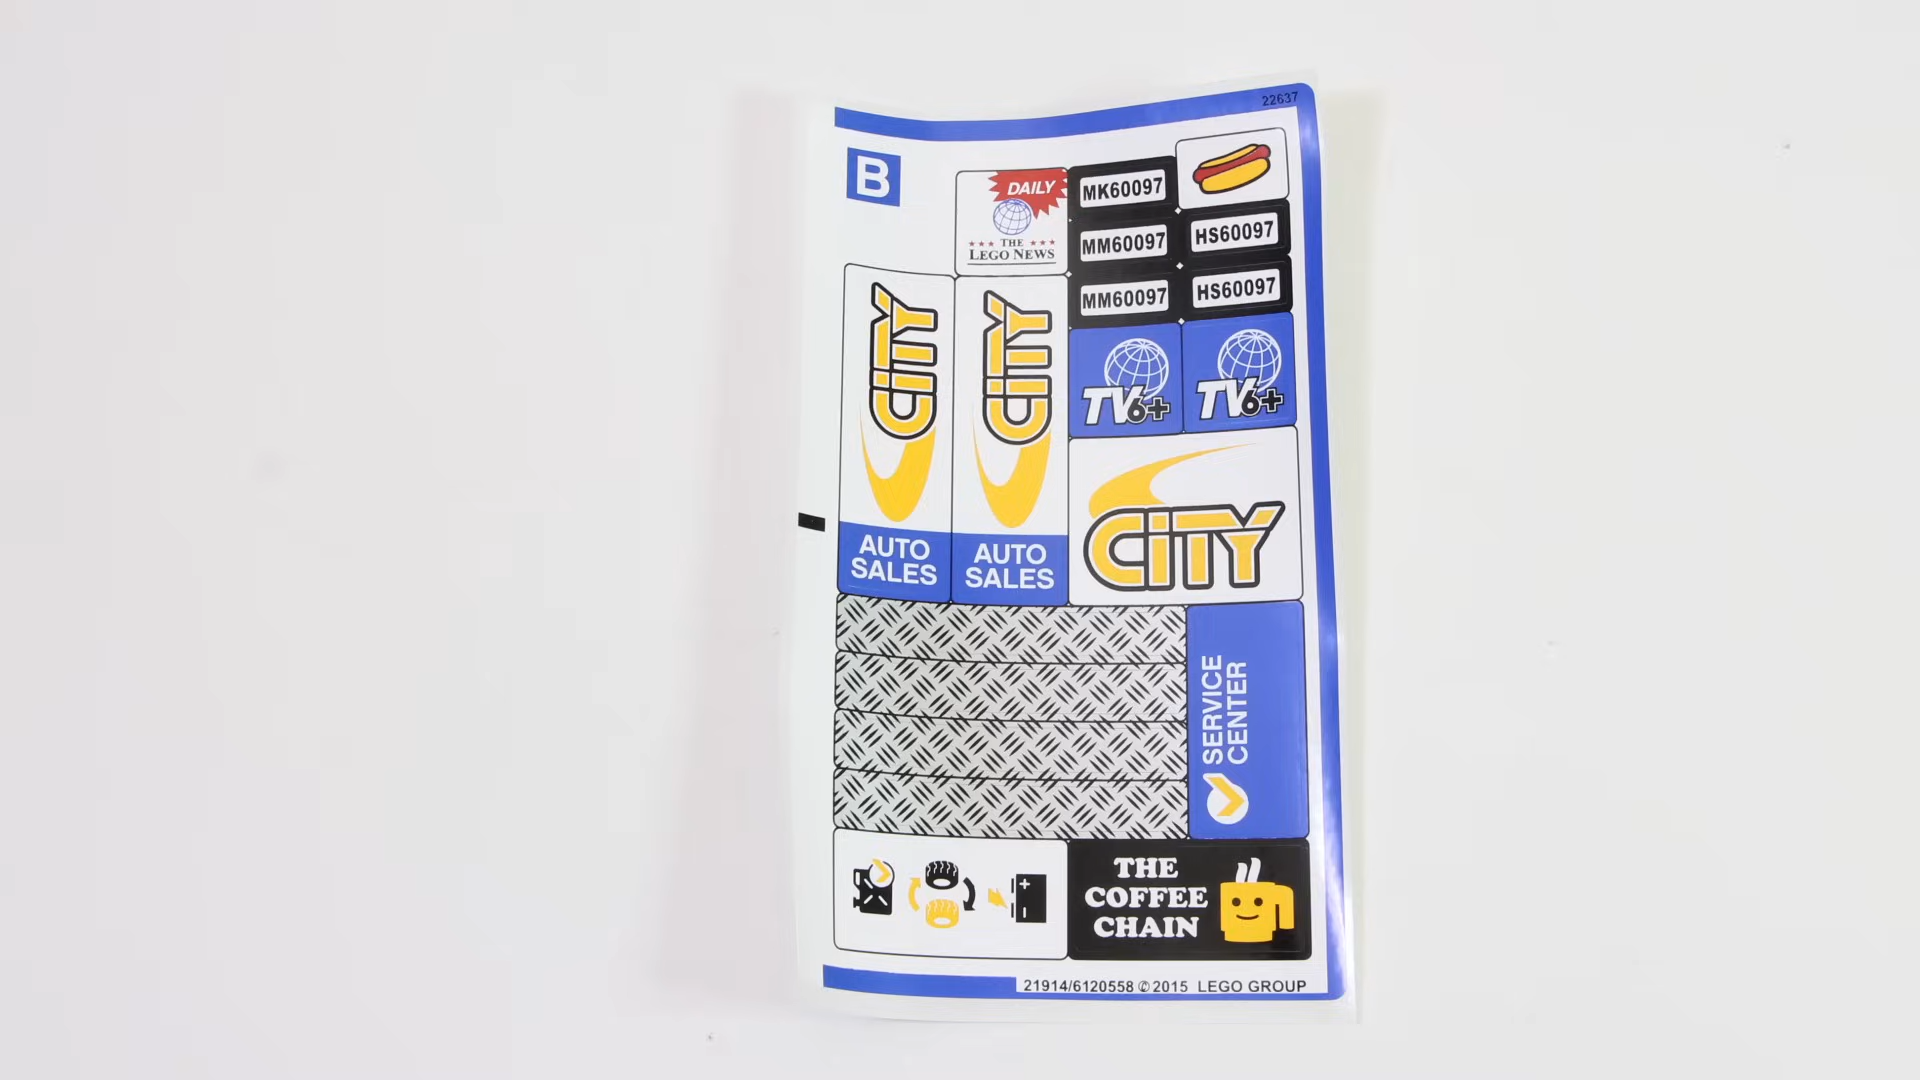 22637
B
DAILY
THE
LEGO NEWS
MK60097
MM60097
HS60097
MM60097
HS60097
CITY
CITY
TV6+
TV6+
CITY
AUTO
SALES
AUTO
SALES
SERVICE
CENTER
+
-
THE
COFFEE
CHAIN
21914/6120558 ©2015 LEGO GROUP